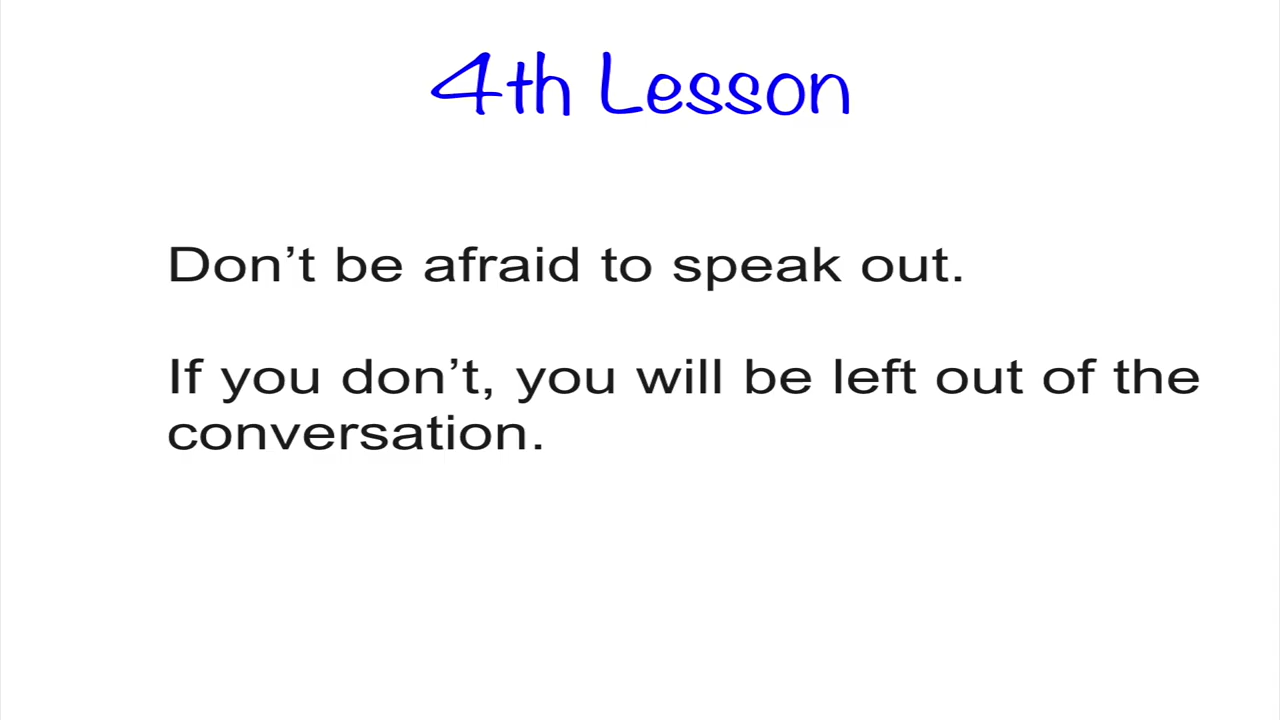 4th Lesson
Don’t be afraid to speak out.
If you don’t, you will be left out of the
conversation.